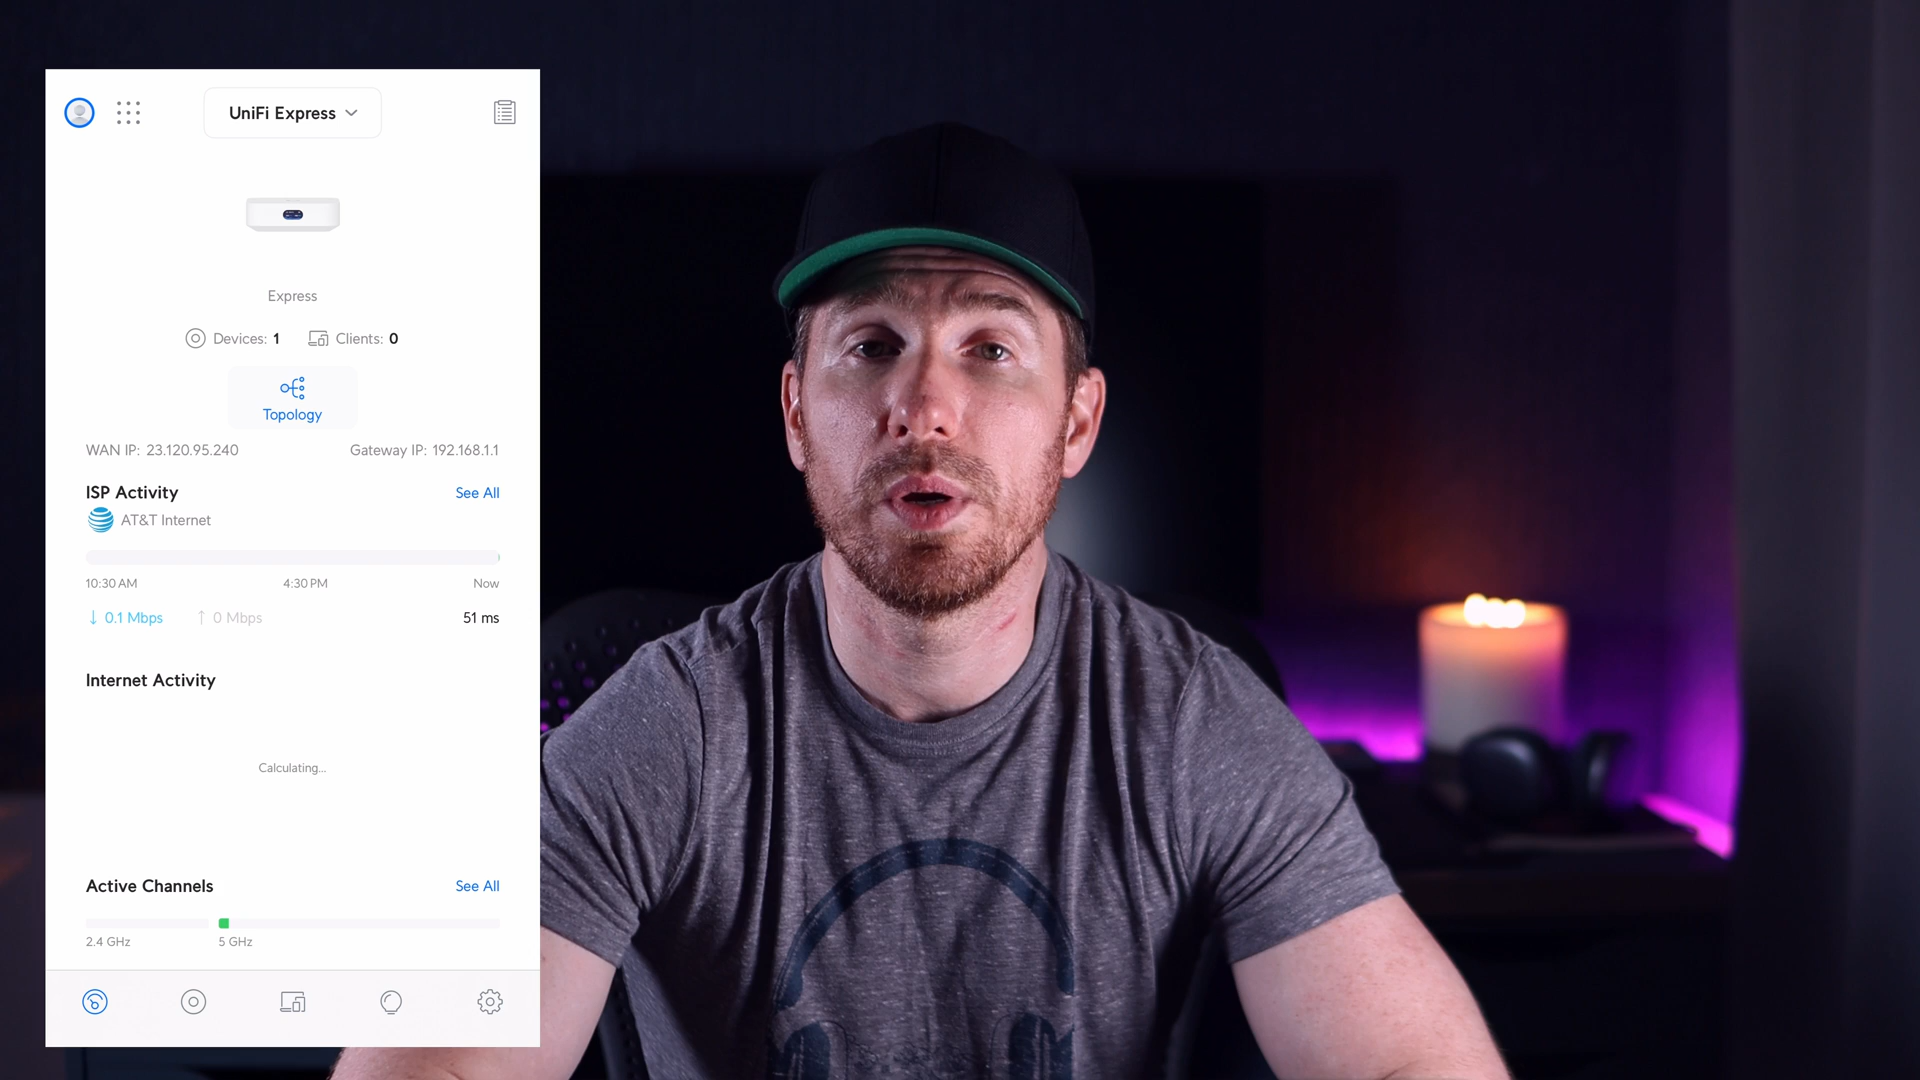 UniFi Express
Express
Devices: 1 Clients: 0
Topology
WAN IP: 23.120.95.240 Gateway IP: 192.168.1.1
ISP Activity See All
AT&T Internet
10:30 AM 4:30 PM Now
↓ 0.1 Mbps ↑ 0 Mbps 51 ms
Internet Activity
Calculating...
Active Channels See All
2.4 GHz 5 GHz